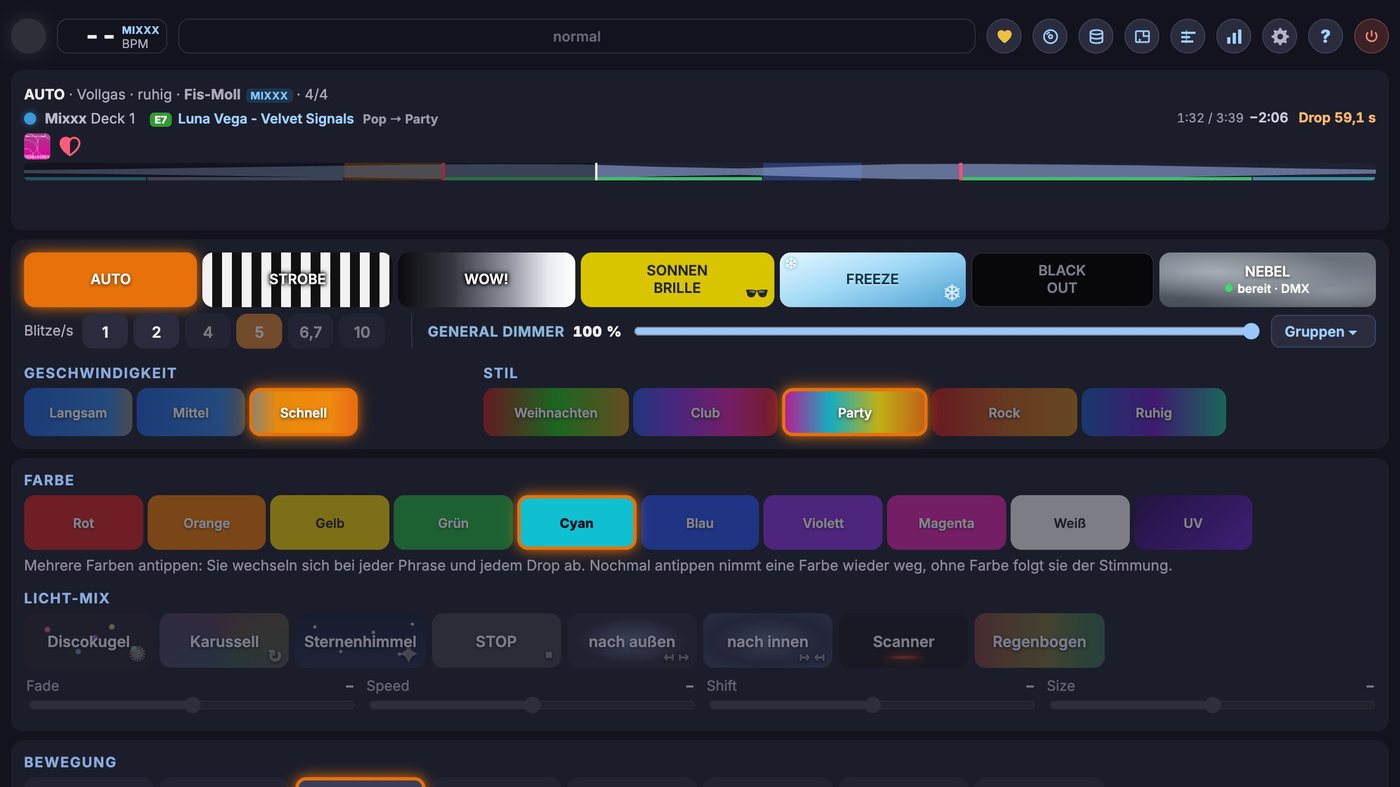 – – MIXXX BPM
normal
?
AUTO · Vollgas · ruhig · Fis-Moll MIXXX · 4/4
Mixxx Deck 1 E7 Luna Vega - Velvet Signals Pop → Party
1:32 / 3:39 −2:06 Drop 59,1 s
AUTO
STROBE
WOW!
SONNEN
BRILLE
FREEZE
BLACK
OUT
NEBEL
bereit · DMX
Blitze/s 1 2 4 5 6,7 10
GENERAL DIMMER 100 %
Gruppen
GESCHWINDIGKEIT
Langsam Mittel Schnell
STIL
Weihnachten Club Party Rock Ruhig
FARBE
Rot Orange Gelb Grün Cyan Blau Violett Magenta Weiß UV
Mehrere Farben antippen: Sie wechseln sich bei jeder Phrase und jedem Drop ab. Nochmal antippen nimmt eine Farbe wieder weg, ohne Farbe folgt sie der Stimmung.
LICHT-MIX
Discokugel Karussell Sternenhimmel STOP nach außen nach innen Scanner Regenbogen
Fade – Speed – Shift – Size –
BEWEGUNG